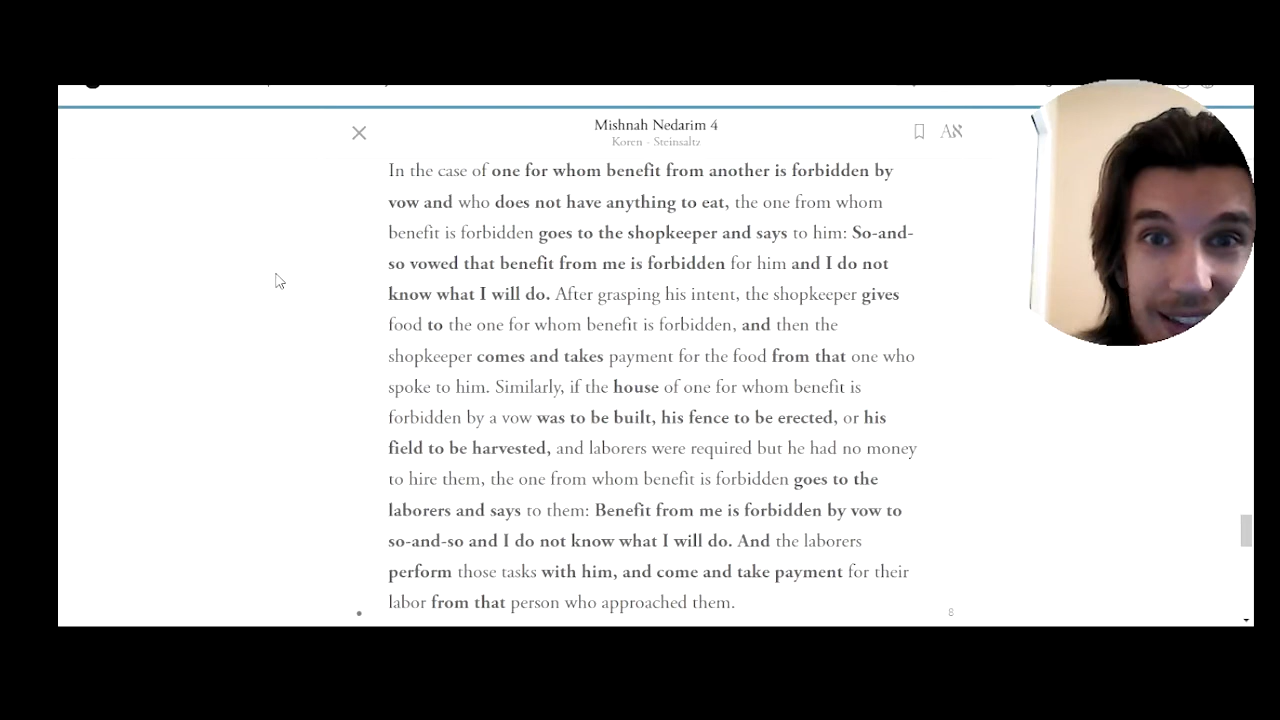 Mishnah Nedarim 4
Koren - Steinsaltz
In the case of one for whom benefit from another is forbidden by
vow and who does not have anything to eat, the one from whom
benefit is forbidden goes to the shopkeeper and says to him: So-and-
so vowed that benefit from me is forbidden for him and I do not
know what I will do. After grasping his intent, the shopkeeper gives
food to the one for whom benefit is forbidden, and then the
shopkeeper comes and takes payment for the food from that one who
spoke to him. Similarly, if the house of one for whom benefit is
forbidden by a vow was to be built, his fence to be erected, or his
field to be harvested, and laborers were required but he had no money
to hire them, the one from whom benefit is forbidden goes to the
laborers and says to them: Benefit from me is forbidden by vow to
so-and-so and I do not know what I will do. And the laborers
perform those tasks with him, and come and take payment for their
labor from that person who approached them.
8
Aא